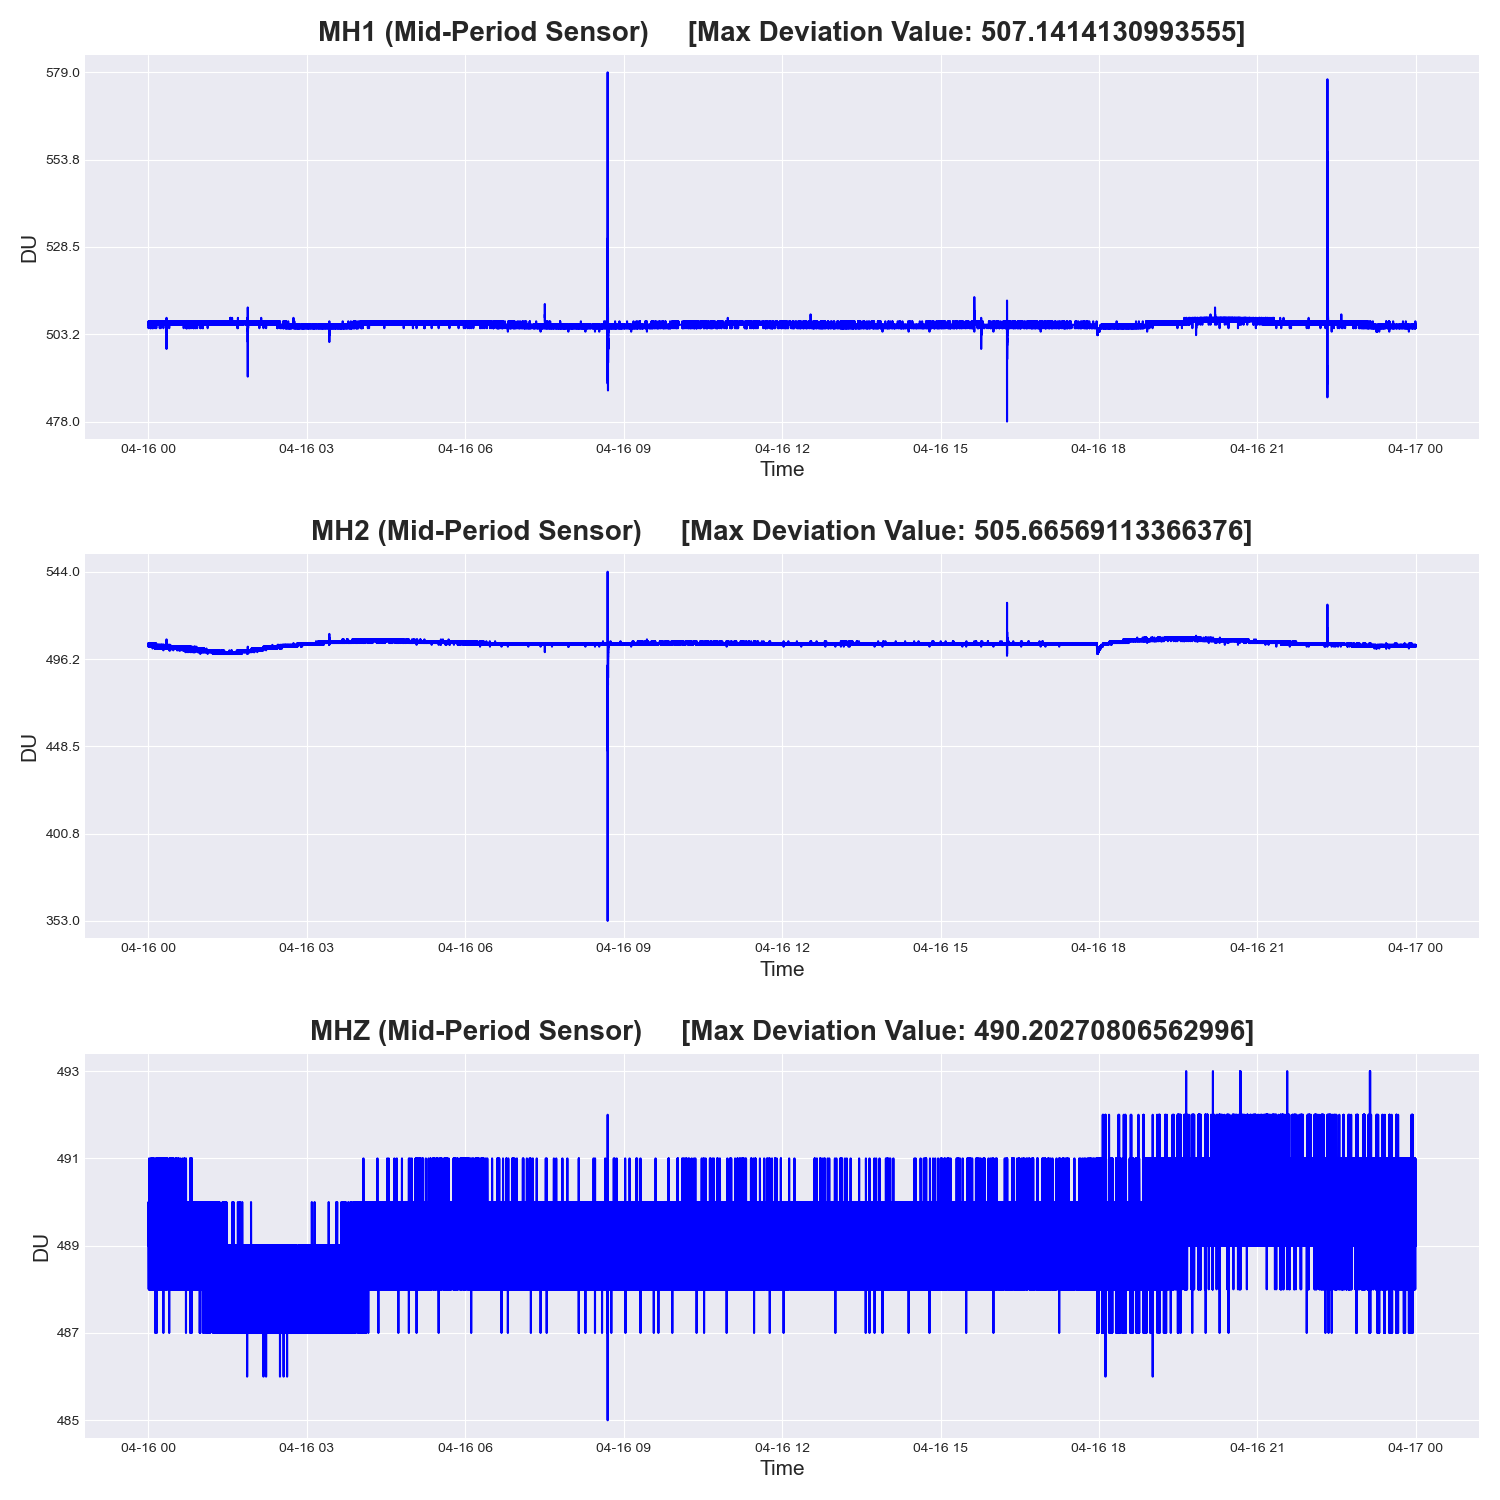 MH1 (Mid-Period Sensor) [Max Deviation Value: 507.1414130993555]
579.0
553.8
528.5
503.2
478.0
DU
04-16 00 04-16 03 04-16 06 04-16 09 04-16 12 04-16 15 04-16 18 04-16 21 04-17 00
Time
MH2 (Mid-Period Sensor) [Max Deviation Value: 505.66569113366376]
544.0
496.2
448.5
400.8
353.0
DU
04-16 00 04-16 03 04-16 06 04-16 09 04-16 12 04-16 15 04-16 18 04-16 21 04-17 00
Time
MHZ (Mid-Period Sensor) [Max Deviation Value: 490.20270806562996]
493
491
489
487
485
DU
04-16 00 04-16 03 04-16 06 04-16 09 04-16 12 04-16 15 04-16 18 04-16 21 04-17 00
Time